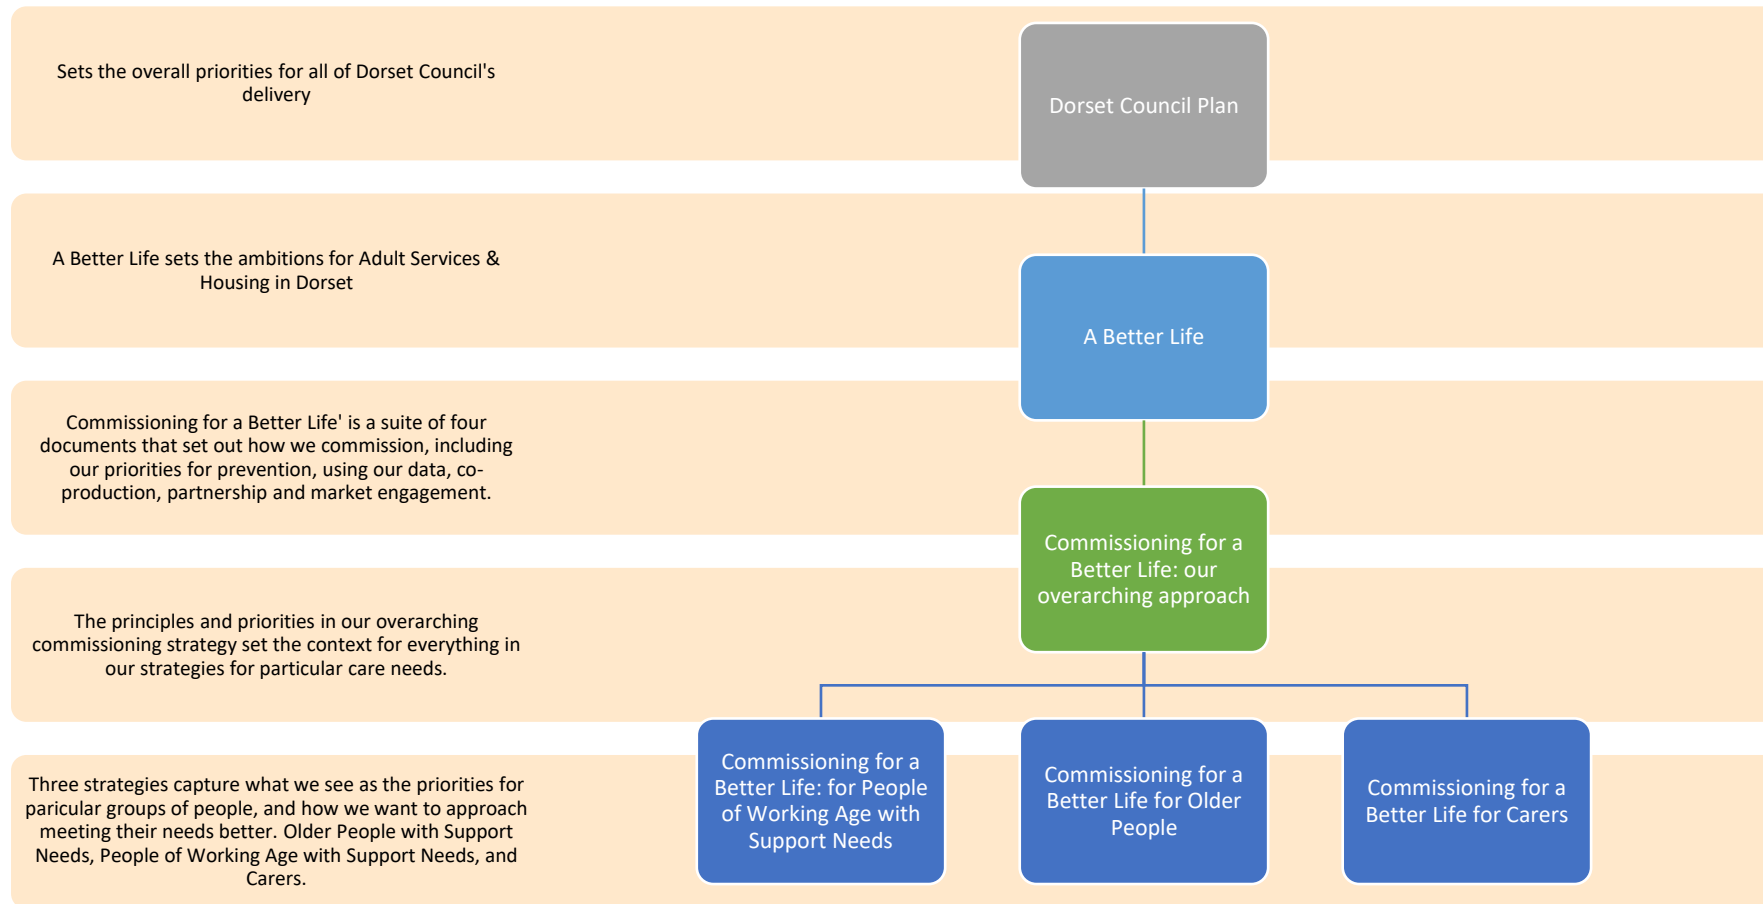 Sets the overall priorities for all of Dorset Council's
delivery
Dorset Council Plan
A Better Life sets the ambitions for Adult Services &
Housing in Dorset
A Better Life
Commissioning for a Better Life' is a suite of four
documents that set out how we commission, including
our priorities for prevention, using our data, co-
production, partnership and market engagement.
Commissioning for a
Better Life: our
overarching approach
The principles and priorities in our overarching
commissioning strategy set the context for everything in
our strategies for particular care needs.
Three strategies capture what we see as the priorities for
paricular groups of people, and how we want to approach
meeting their needs better. Older People with Support
Needs, People of Working Age with Support Needs, and
Carers.
Commissioning for a
Better Life: for People
of Working Age with
Support Needs
Commissioning for a
Better Life for Older
People
Commissioning for a
Better Life for Carers